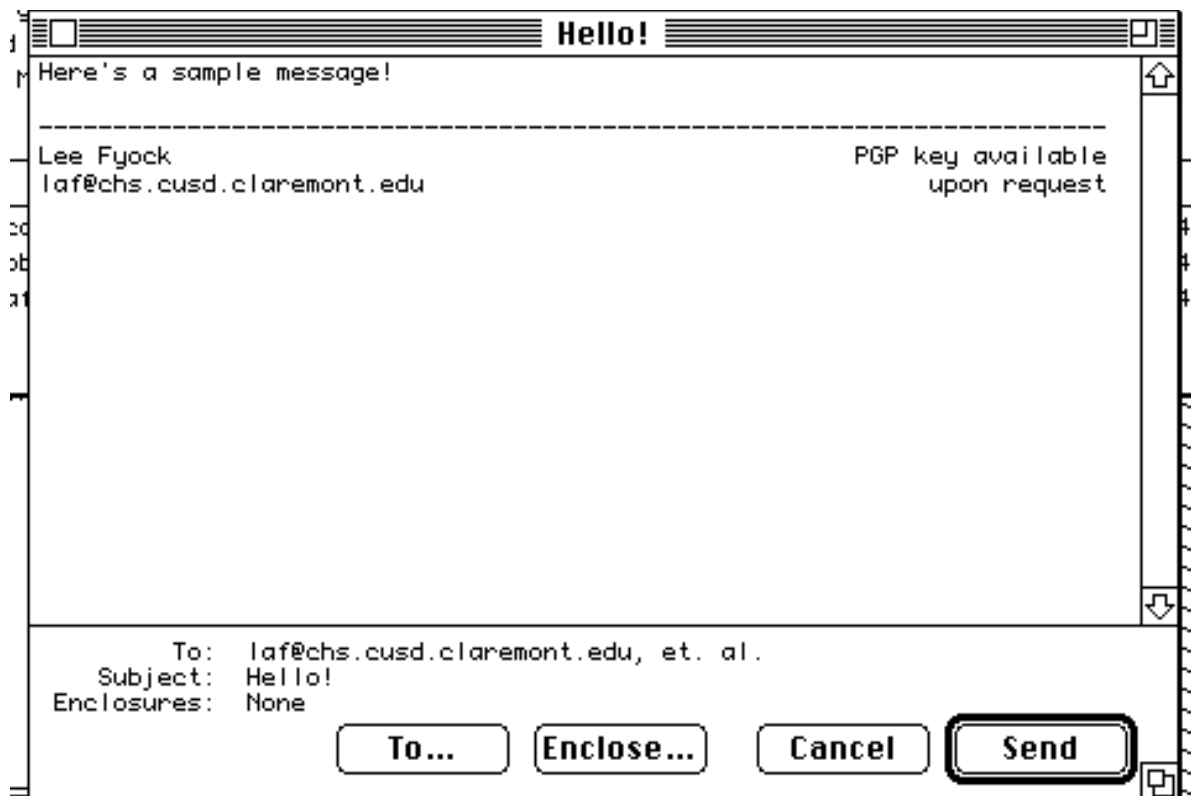 Hello!
Here's a sample message!
--------------------------------------------------------------------------
Lee Fyock PGP key available
laf@chs.cusd.claremont.edu upon request
To: laf@chs.cusd.claremont.edu, et. al.
Subject: Hello!
Enclosures: None
To... Enclose... Cancel Send